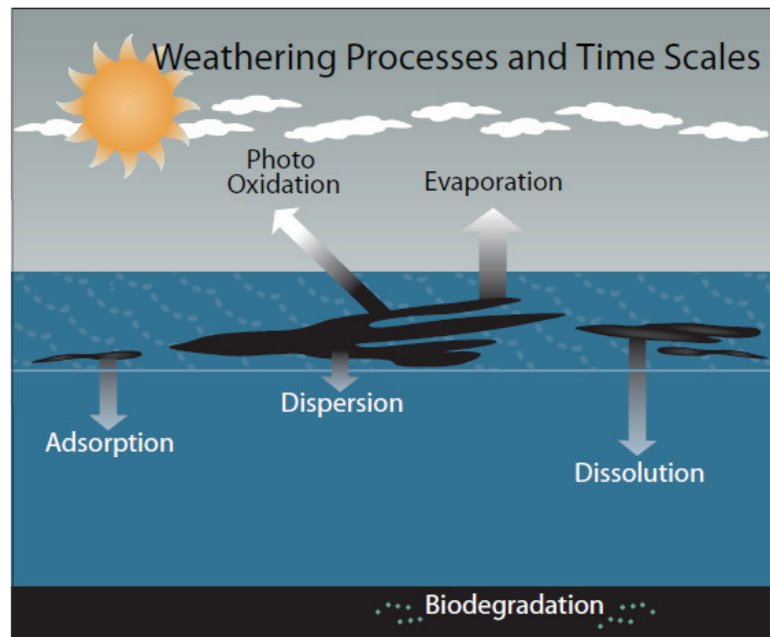 Weathering Processes and Time Scales
Photo
Oxidation
Evaporation
Dispersion
Adsorption
Dissolution
Biodegradation